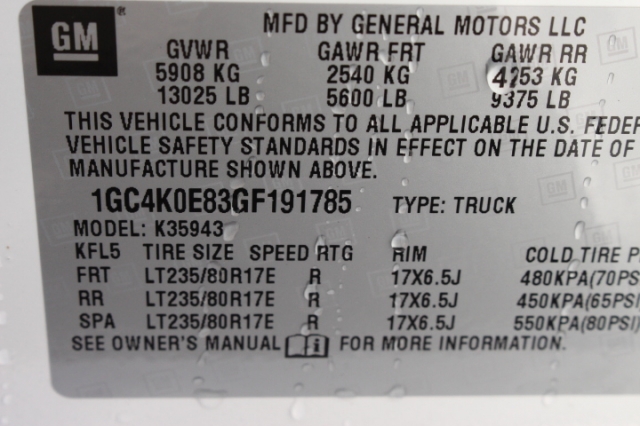 GM
MFD BY GENERAL MOTORS LLC
GVWR GAWR FRT GAWR RR
5908 KG 2540 KG 4253 KG
13025 LB 5600 LB 9375 LB
THIS VEHICLE CONFORMS TO ALL APPLICABLE U.S. FEDER
VEHICLE SAFETY STANDARDS IN EFFECT ON THE DATE OF
MANUFACTURE SHOWN ABOVE.
1GC4K0E83GF191785 TYPE: TRUCK
MODEL: K35943
KFL5 TIRE SIZE SPEED RTG RIM COLD TIRE P
FRT LT235/80R17E R 17X6.5J 480KPA(70PS
RR LT235/80R17E R 17X6.5J 450KPA(65PSI
SPA LT235/80R17E R 17X6.5J 550KPA(80PSI)
SEE OWNER'S MANUAL i FOR MORE INFORMATION.